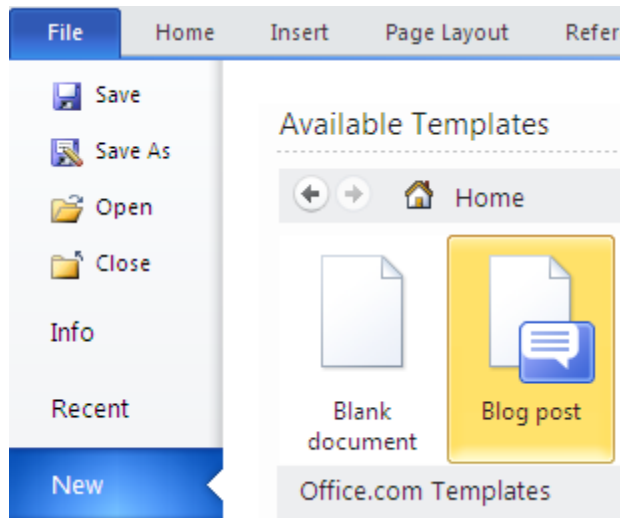 File Home Insert Page Layout Refer
Save
Save As
Open
Close
Info
Recent
New
Available Templates
Home
Blank
document
Blog post
Office.com Templates